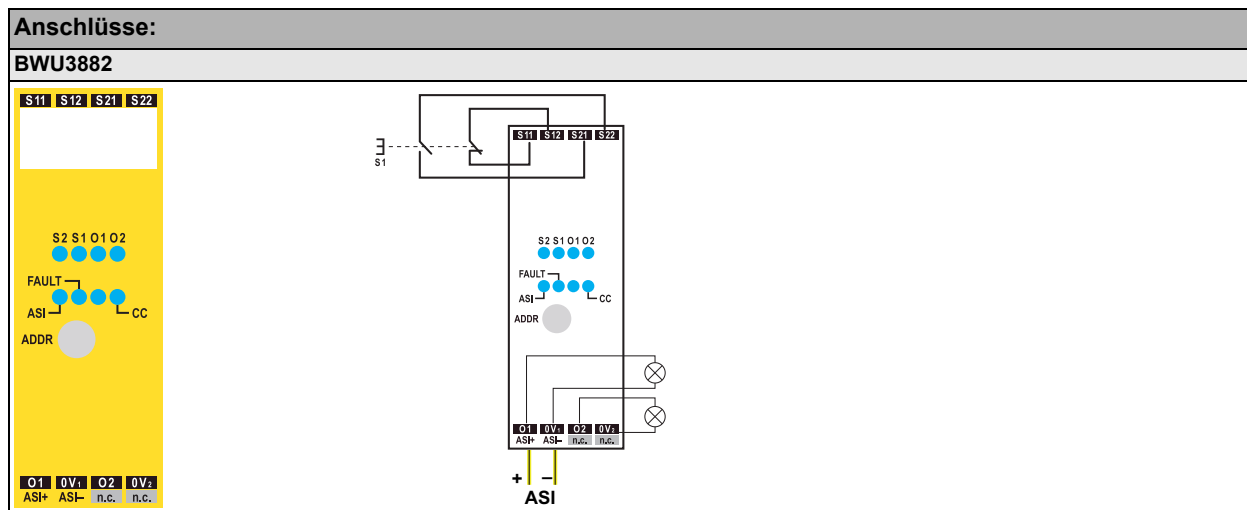 Anschlüsse:
BWU3882
S11 S12 S21 S22
S2 S1 O1 O2
FAULT
ASI CC
ADDR
O1 0V1 O2 0V2
ASI+ ASI– n.c. n.c.
S11 S12 S21 S22
S1
S2 S1 O1 O2
FAULT
ASI CC
ADDR
O1 0V1 O2 0V2
ASI+ ASI– n.c. n.c.
+ –
ASI